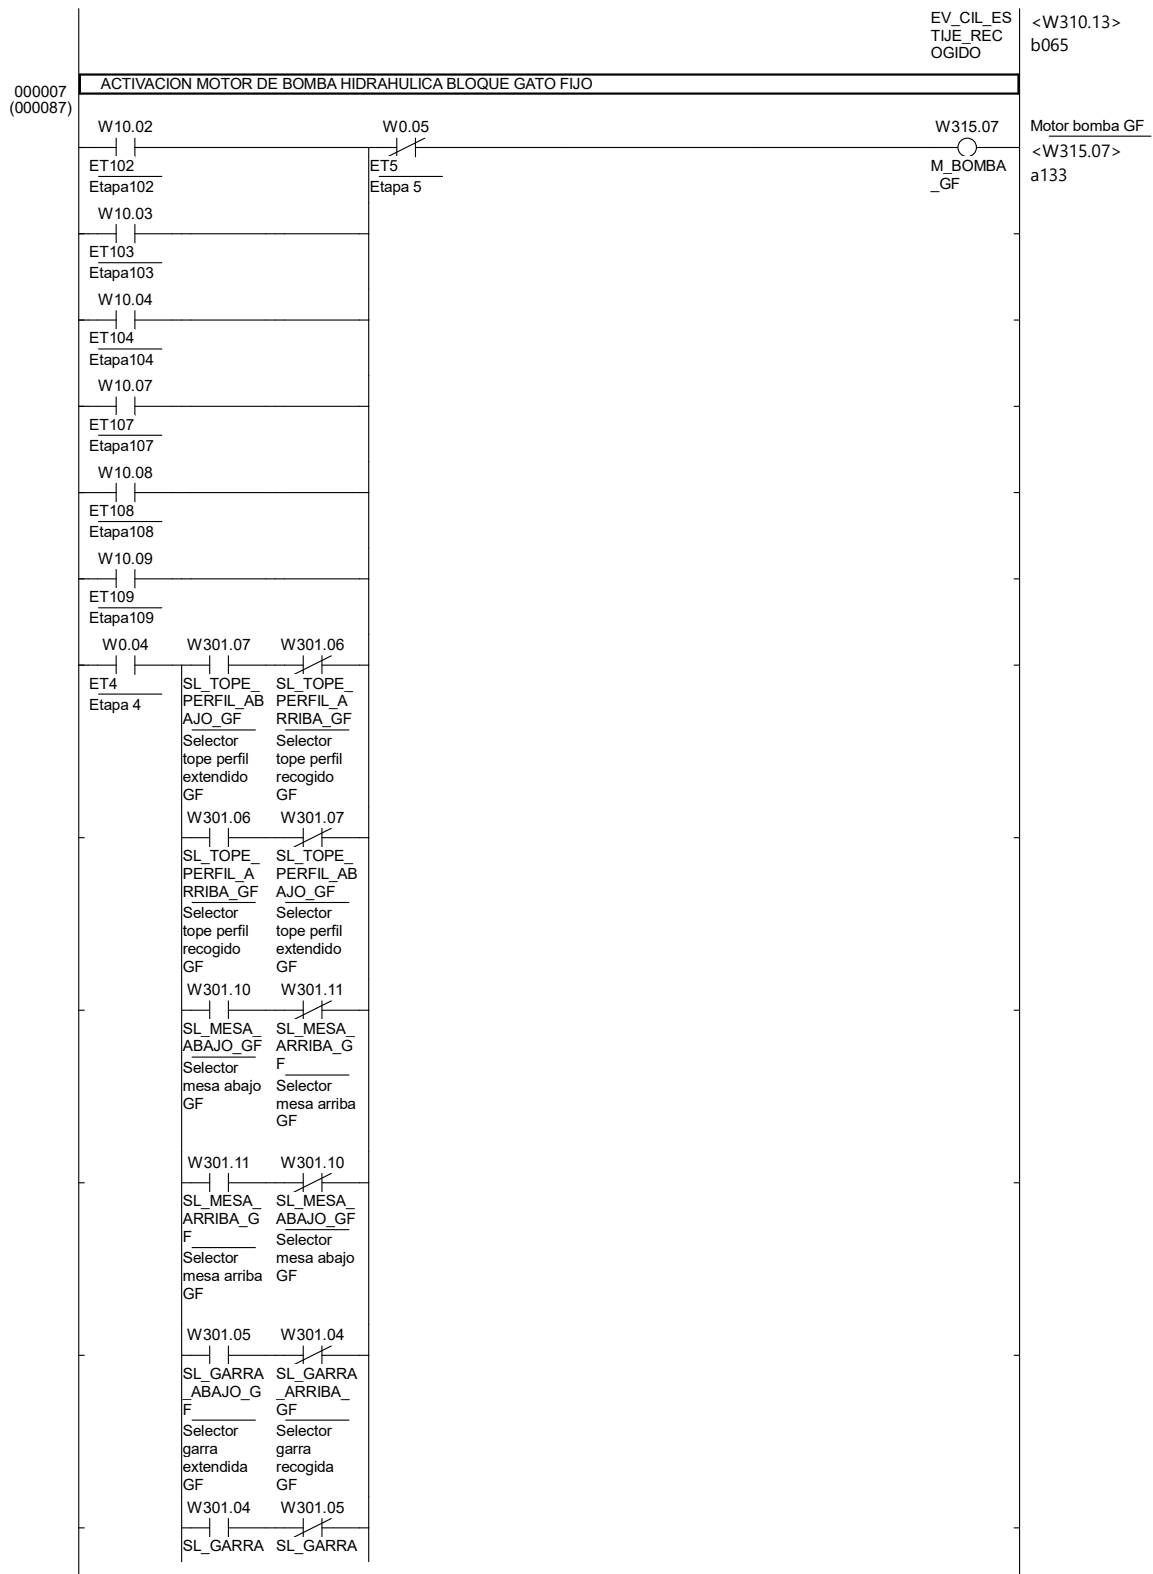 EV_CIL_ES
TIJE_REC
OGIDO
<W310.13>
b065
000007
(000087)
ACTIVACION MOTOR DE BOMBA HIDRAHULICA BLOQUE GATO FIJO
W10.02
W0.05
W315.07
Motor bomba GF
ET102
ET5
M_BOMBA
_GF
<W315.07>
a133
Etapa102
Etapa 5
W10.03
ET103
Etapa103
W10.04
ET104
Etapa104
W10.07
ET107
Etapa107
W10.08
ET108
Etapa108
W10.09
ET109
Etapa109
W0.04
W301.07
W301.06
ET4
Etapa 4
SL_TOPE_
PERFIL_AB
AJO_GF
Selector
tope perfil
extendido
GF
SL_TOPE_
PERFIL_A
RRIBA_GF
Selector
tope perfil
recogido
GF
W301.06
W301.07
SL_TOPE_
PERFIL_A
RRIBA_GF
Selector
tope perfil
recogido
GF
SL_TOPE_
PERFIL_AB
AJO_GF
Selector
tope perfil
extendido
GF
W301.10
W301.11
SL_MESA_
ABAJO_GF
Selector
mesa abajo
GF
SL_MESA_
ARRIBA_G
F
Selector
mesa arriba
GF
W301.11
W301.10
SL_MESA_
ARRIBA_G
F
Selector
mesa arriba
GF
SL_MESA_
ABAJO_GF
Selector
mesa abajo
GF
W301.05
W301.04
SL_GARRA
_ABAJO_G
F
Selector
garra
extendida
GF
SL_GARRA
_ARRIBA_
GF
Selector
garra
recogida
GF
W301.04
W301.05
SL_GARRA
SL_GARRA